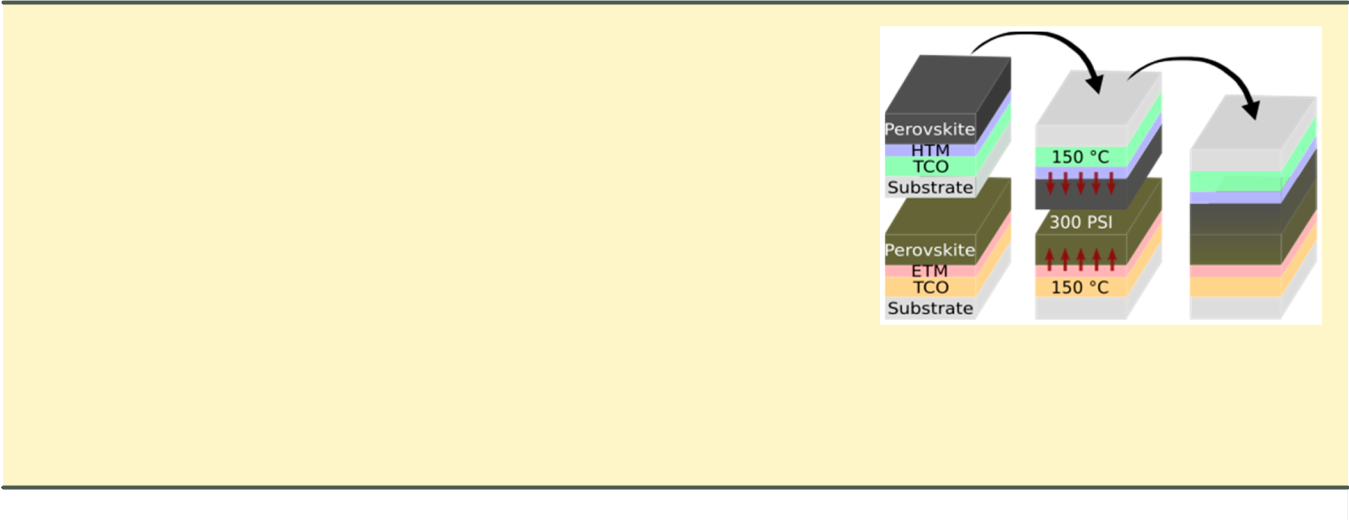 Perovskite
HTM
TCO
Substrate
Perovskite
ETM
TCO
Substrate
150 °C
300 PSI
150 °C